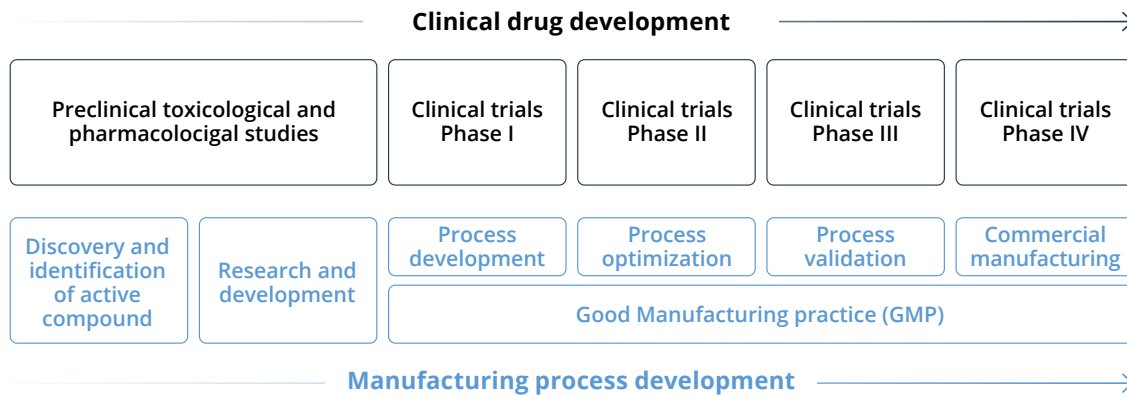 Clinical drug development
Preclinical toxicological and
pharmacolocigal studies
Clinical trials
Phase I
Clinical trials
Phase II
Clinical trials
Phase III
Clinical trials
Phase IV
Discovery and
identification
of active
compound
Research and
development
Process
development
Process
optimization
Process
validation
Commercial
manufacturing
Good Manufacturing practice (GMP)
Manufacturing process development